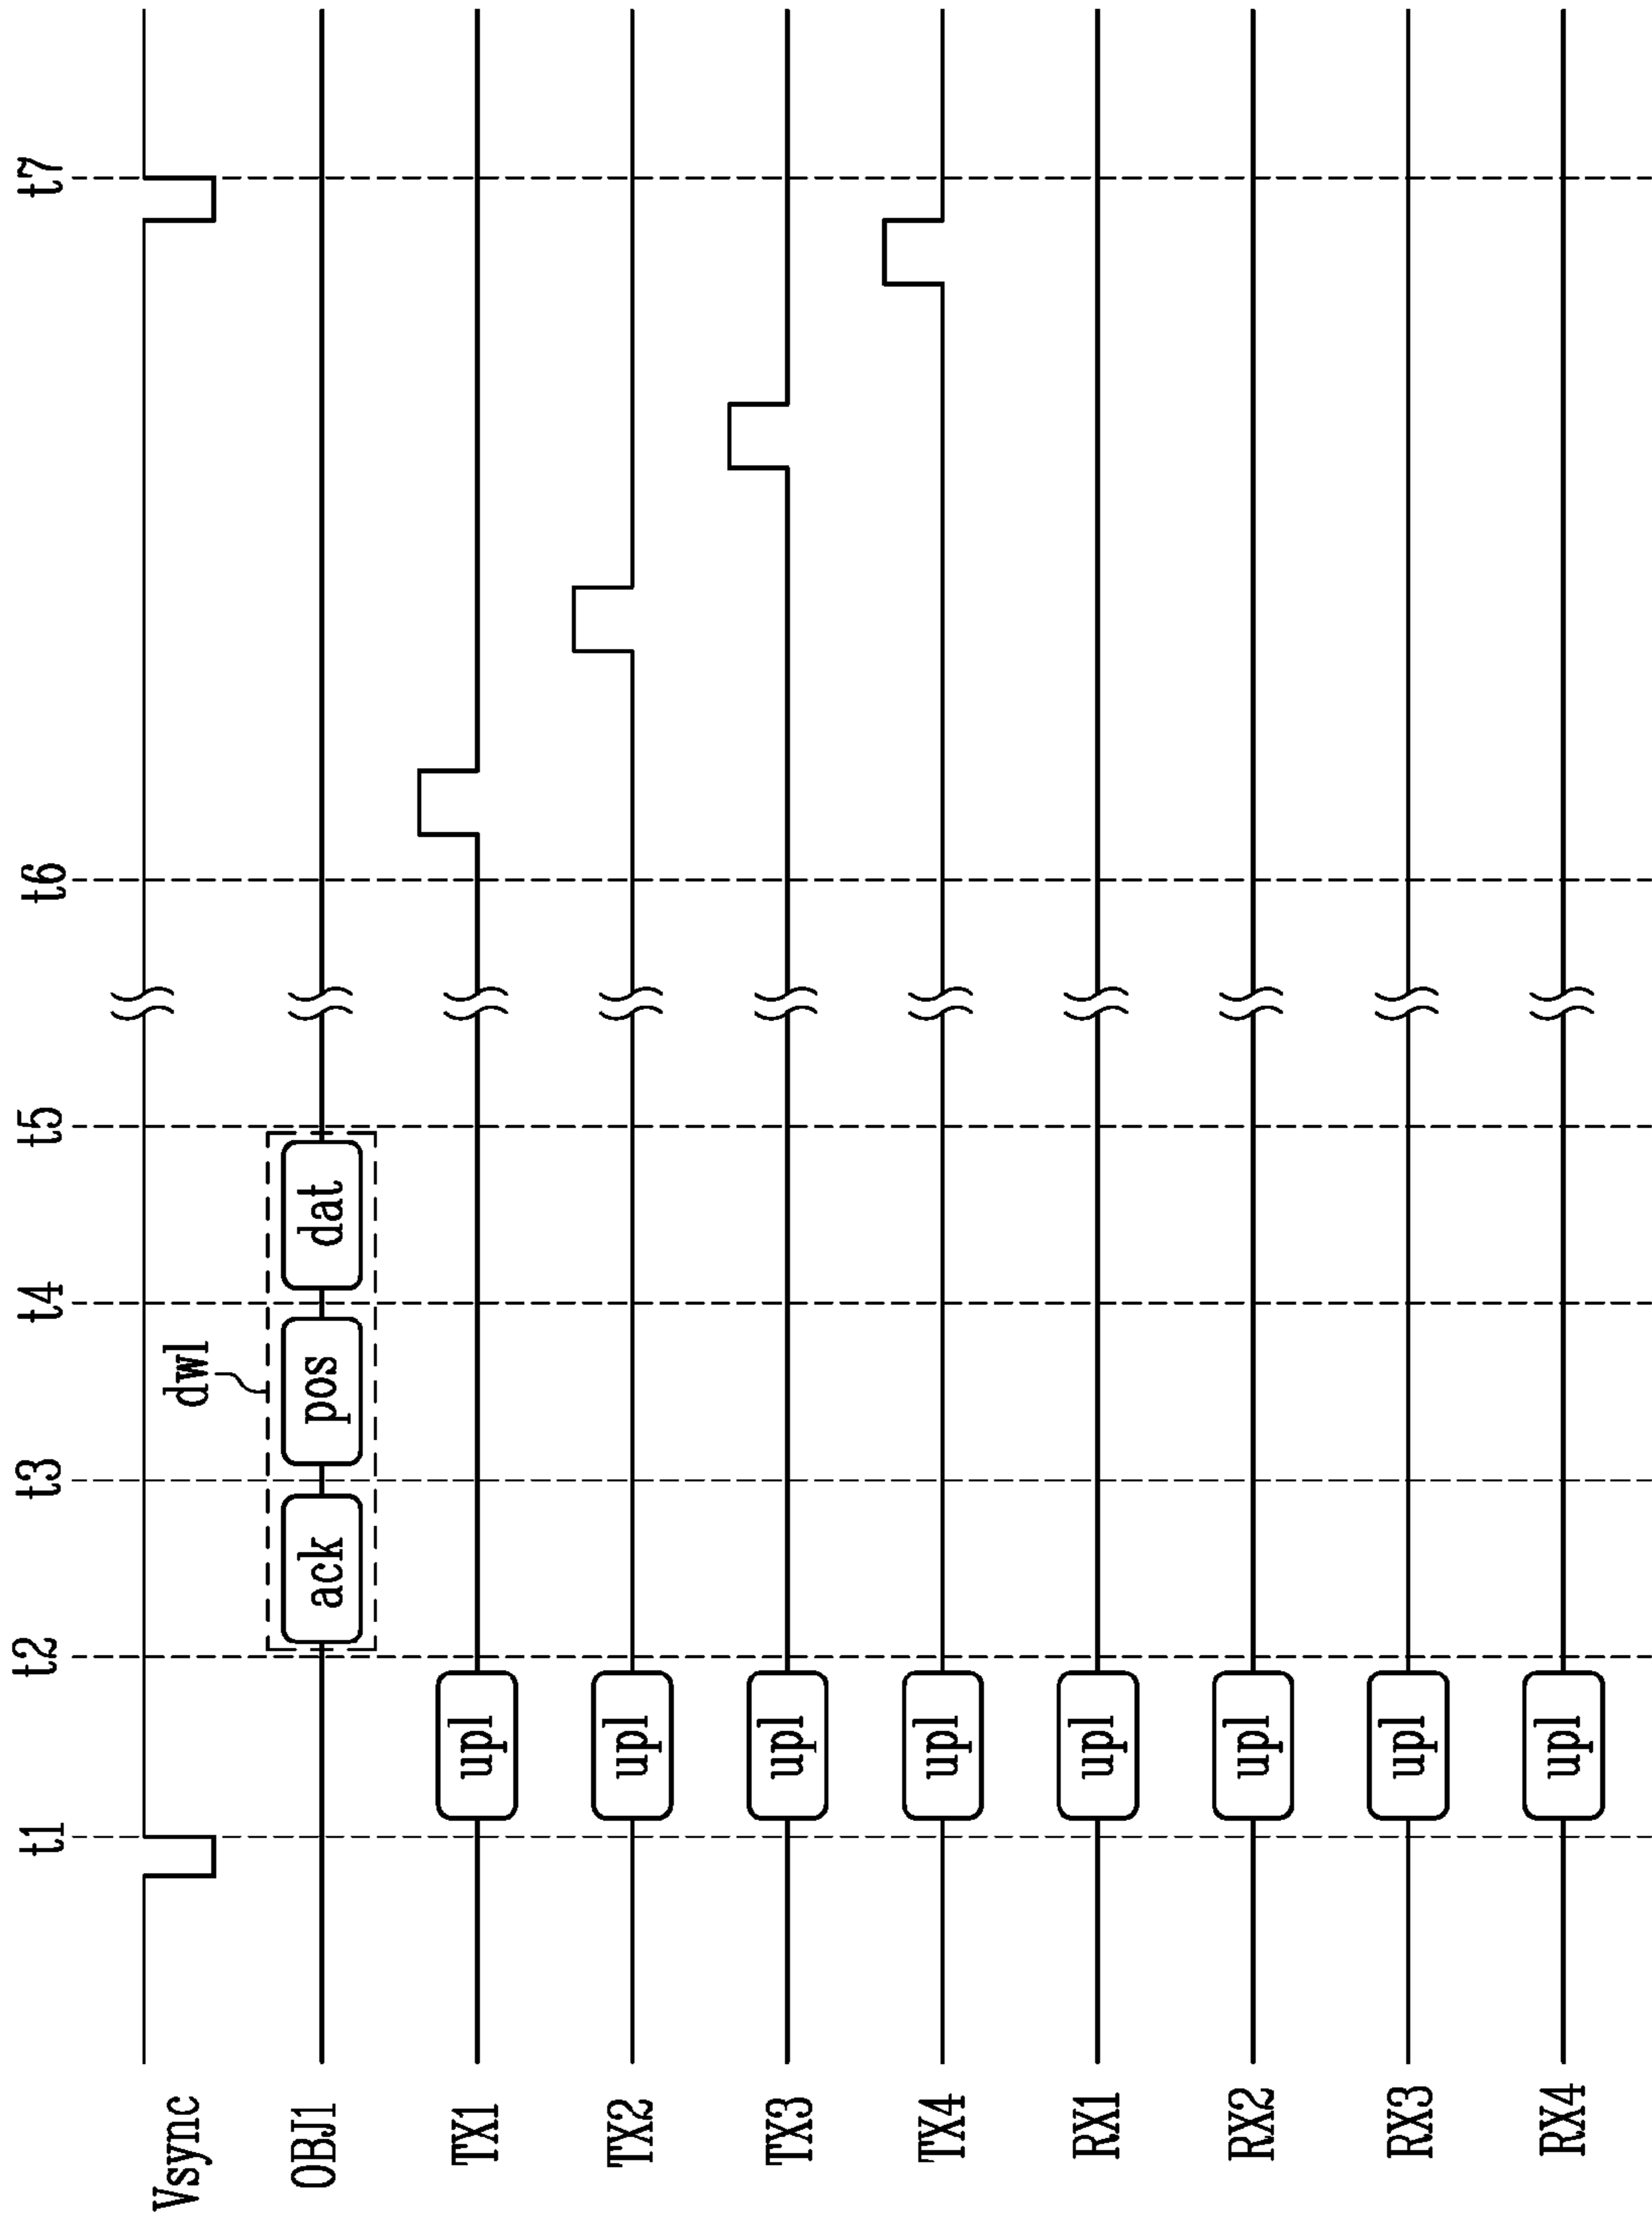 t1 t2 t3 t4 t5 t6 t7
Vsync
dwl
OBJ1 ack pos dat
TX1 upl
TX2 upl
TX3 upl
TX4 upl
RX1 upl
RX2 upl
RX3 upl
RX4 upl